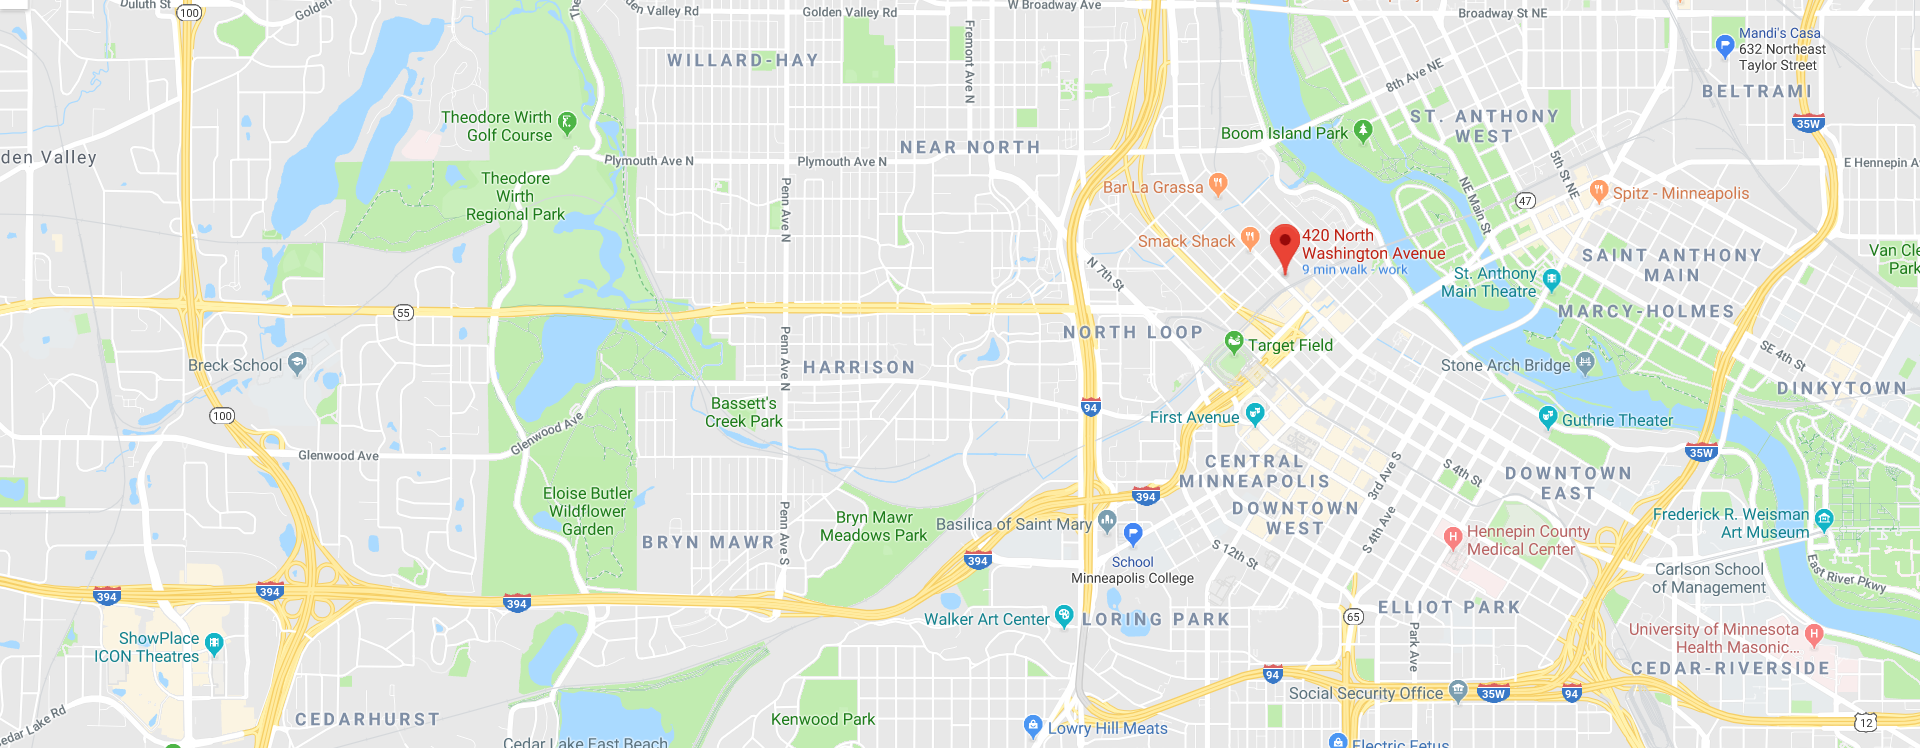 Duluth St
100
Golden
The
den Valley Rd
Golden Valley Rd
W Broadway Ave
Broadway St NE
Mandi's Casa
632 Northeast
Taylor Street
BELTRAMI
35W
WILLARD-HAY
Fremont Ave N
8th Ave NE
ST. ANTHONY
WEST
Theodore Wirth
Golf Course
Boom Island Park
den Valley
NEAR NORTH
Plymouth Ave N
Plymouth Ave N
5th St NE
E Hennepin A
Theodore
Wirth
Regional Park
Penn Ave N
Bar La Grassa
NE Main St
47
Spitz - Minneapolis
Smack Shack
420 North
Washington Avenue
9 min walk - work
N 7th St
St. Anthony
Main Theatre
SAINT ANTHONY
MAIN
Van Cle
Park
55
MARCY-HOLMES
NORTH LOOP
Target Field
Penn Ave N
Breck School
HARRISON
Stone Arch Bridge
SE 4th St
DINKYTOWN
100
Bassett's
Creek Park
94
First Avenue
Guthrie Theater
Glenwood Ave
Glenwood Ave
35W
CENTRAL
MINNEAPOLIS
3rd Ave S
S 4th St
DOWNTOWN
EAST
Eloise Butler
Wildflower
Garden
394
DOWNTOWN
WEST
S 4th Ave
Penn Ave S
Bryn Mawr
Meadows Park
Basilica of Saint Mary
Frederick R. Weisman
Art Museum
BRYN MAWR
Hennepin County
Medical Center
S 12th St
394
School
Minneapolis College
Carlson School
of Management
East River Pkwy
394
394
394
Walker Art Center
LORING PARK
65
ELLIOT PARK
Park Ave
ShowPlace
ICON Theatres
University of Minnesota
Health Masonic...
CEDAR-RIVERSIDE
94
Social Security Office
35W
94
edar Lake Rd
CEDARHURST
Kenwood Park
Lowry Hill Meats
12
Cedar Lake East Beach
Electric Fetus